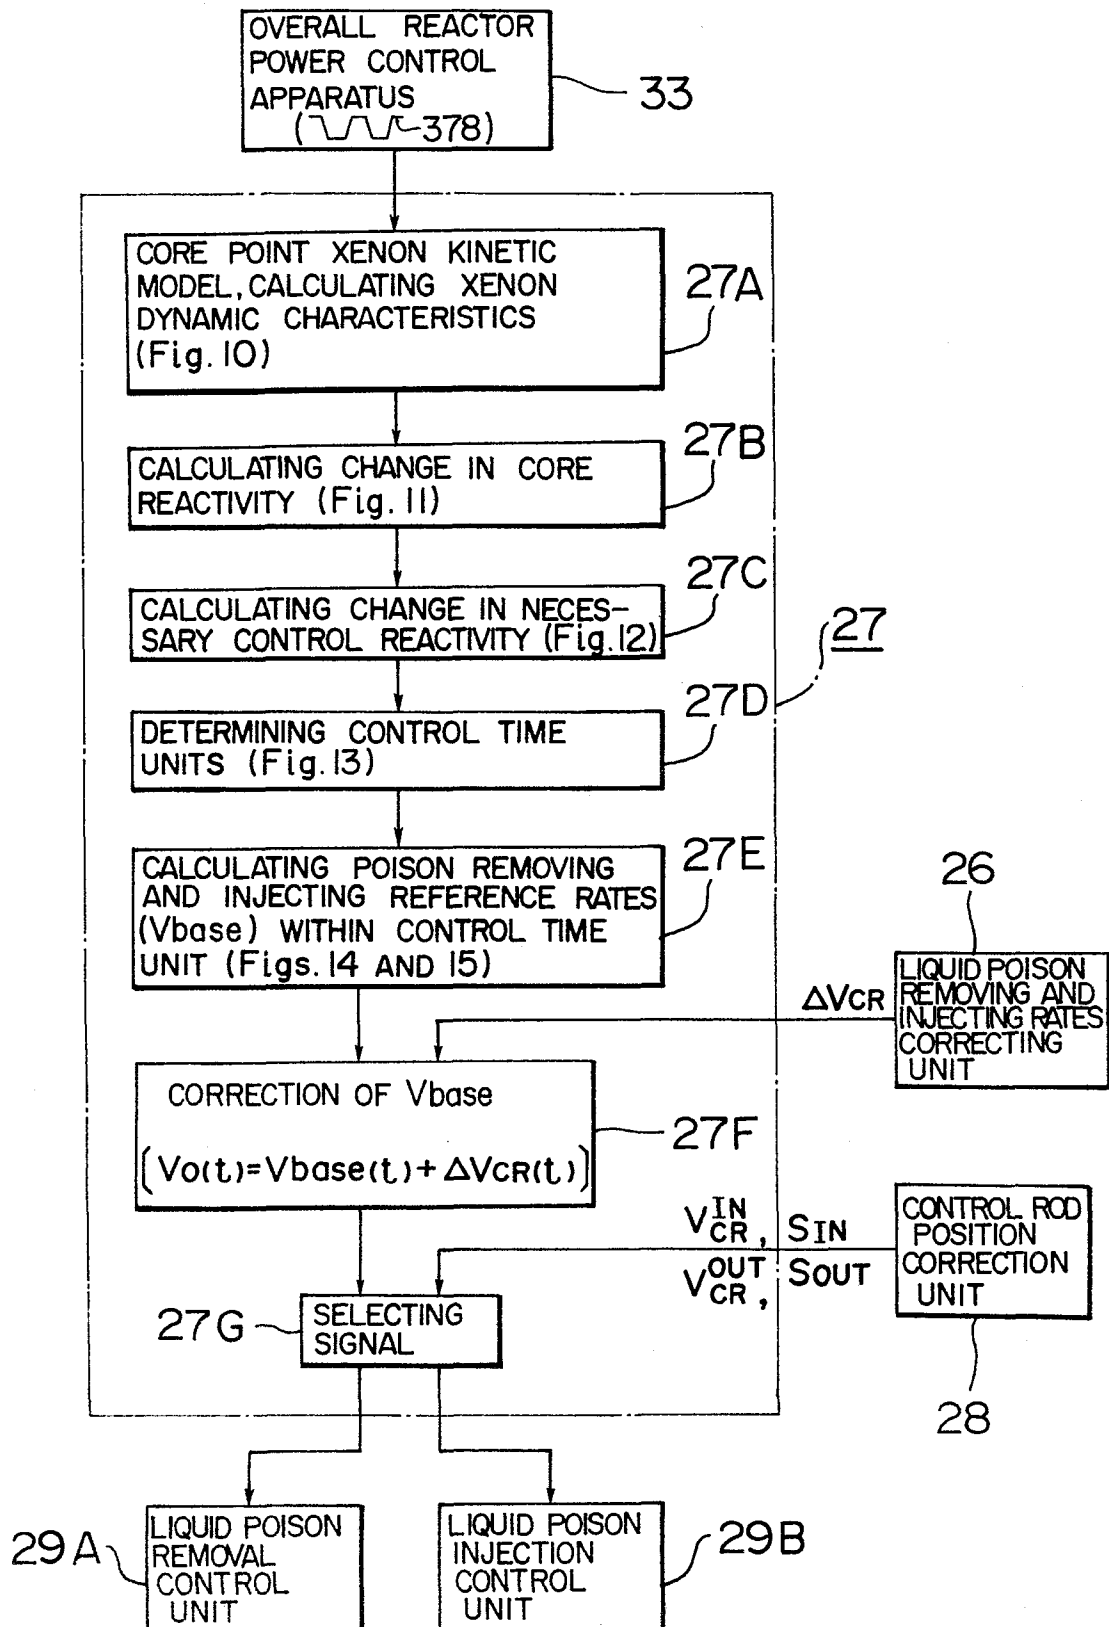 OVERALL REACTOR
POWER CONTROL
APPARATUS
( 378)
33
CORE POINT XENON KINETIC
MODEL, CALCULATING XENON
DYNAMIC CHARACTERISTICS
(Fig. 10)
27A
CALCULATING CHANGE IN CORE
REACTIVITY (Fig. 11)
27B
CALCULATING CHANGE IN NECES-
SARY CONTROL REACTIVITY (Fig. 12)
27C
27
DETERMINING CONTROL TIME
UNITS (Fig. 13)
27D
CALCULATING POISON REMOVING
AND INJECTING REFERENCE RATES
(Vbase) WITHIN CONTROL TIME
UNIT (Figs. 14 AND 15)
27E
26
LIQUID POISON
REMOVING AND
INJECTING RATES
CORRECTING
UNIT
ΔVCR
CORRECTION OF Vbase
[Vo(t)=Vbase(t)+ΔVCR(t)]
27F
V_CR^IN, SIN
V_CR^OUT, SOUT
CONTROL ROD
POSITION
CORRECTION
UNIT
28
27G
SELECTING
SIGNAL
29A
LIQUID POISON
REMOVAL
CONTROL
UNIT
LIQUID POISON
INJECTION
CONTROL
UNIT
29B